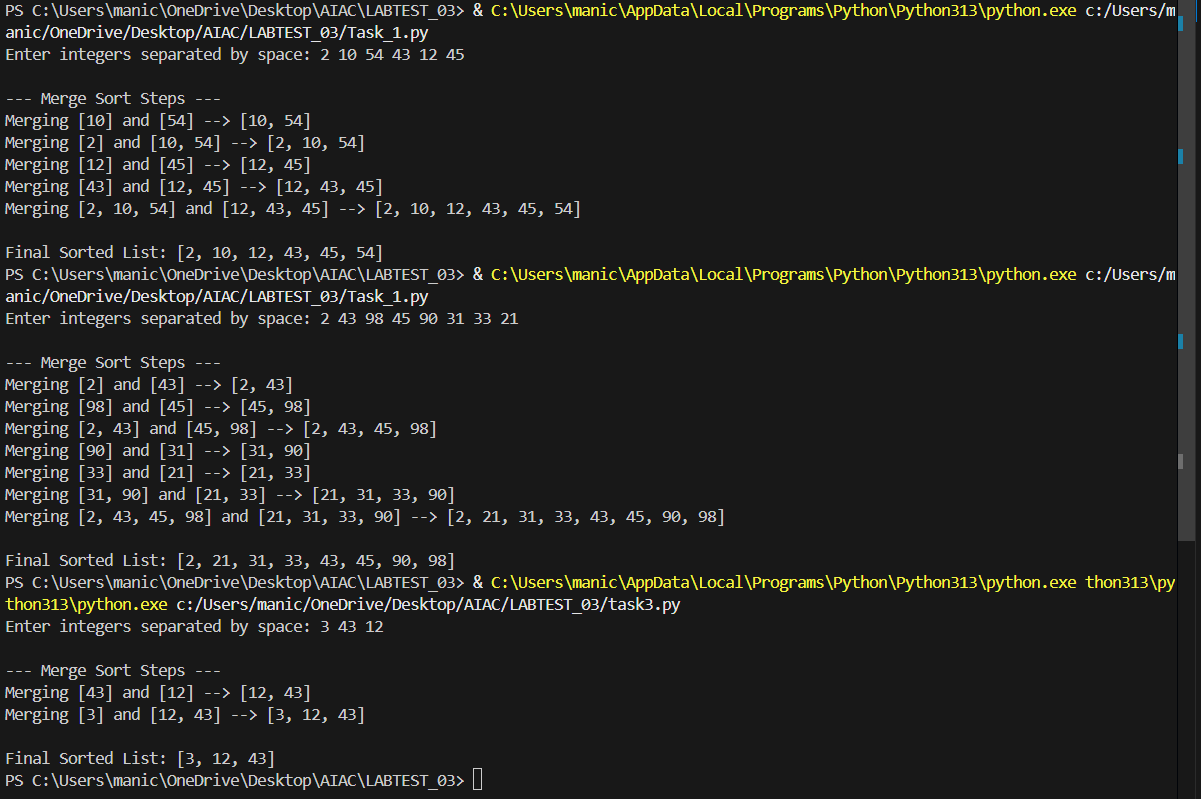 PS C:\Users\manic\OneDrive\Desktop\AIAC\LABTEST_03> & C:\Users\manic\AppData\Local\Programs\Python\Python313\python.exe c:/Users/m
anic/OneDrive/Desktop/AIAC/LABTEST_03/Task_1.py
Enter integers separated by space: 2 10 54 43 12 45
--- Merge Sort Steps ---
Merging [10] and [54] --> [10, 54]
Merging [2] and [10, 54] --> [2, 10, 54]
Merging [12] and [45] --> [12, 45]
Merging [43] and [12, 45] --> [12, 43, 45]
Merging [2, 10, 54] and [12, 43, 45] --> [2, 10, 12, 43, 45, 54]
Final Sorted List: [2, 10, 12, 43, 45, 54]
PS C:\Users\manic\OneDrive\Desktop\AIAC\LABTEST_03> & C:\Users\manic\AppData\Local\Programs\Python\Python313\python.exe c:/Users/m
anic/OneDrive/Desktop/AIAC/LABTEST_03/Task_1.py
Enter integers separated by space: 2 43 98 45 90 31 33 21
--- Merge Sort Steps ---
Merging [2] and [43] --> [2, 43]
Merging [98] and [45] --> [45, 98]
Merging [2, 43] and [45, 98] --> [2, 43, 45, 98]
Merging [90] and [31] --> [31, 90]
Merging [33] and [21] --> [21, 33]
Merging [31, 90] and [21, 33] --> [21, 31, 33, 90]
Merging [2, 43, 45, 98] and [21, 31, 33, 90] --> [2, 21, 31, 33, 43, 45, 90, 98]
Final Sorted List: [2, 21, 31, 33, 43, 45, 90, 98]
PS C:\Users\manic\OneDrive\Desktop\AIAC\LABTEST_03> & C:\Users\manic\AppData\Local\Programs\Python\Python313\python.exe thon313\py
thon313\python.exe c:/Users/manic/OneDrive/Desktop/AIAC/LABTEST_03/task3.py
Enter integers separated by space: 3 43 12
--- Merge Sort Steps ---
Merging [43] and [12] --> [12, 43]
Merging [3] and [12, 43] --> [3, 12, 43]
Final Sorted List: [3, 12, 43]
PS C:\Users\manic\OneDrive\Desktop\AIAC\LABTEST_03>